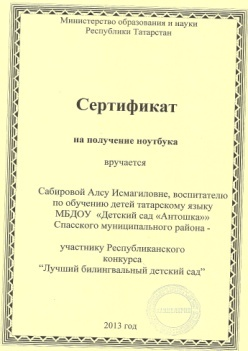 Министерство образования и науки
Республики Татарстан
Сертификат
на получение ноутбука
вручается
Сабировой Алсу Исмагиловне, воспитателю
по обучению детей татарскому языку
МБДОУ «Детский сад «Антошка»»
Спасского муниципального района -
участнику Республиканского
конкурса
“Лучший билингвальный детский сад”
2013 год